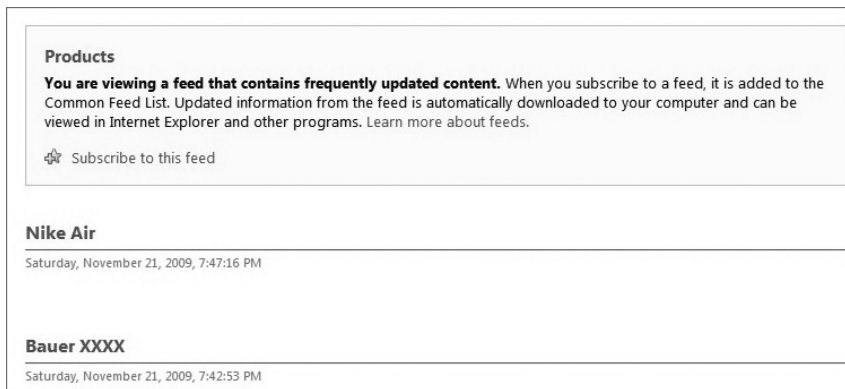 Products
You are viewing a feed that contains frequently updated content. When you subscribe to a feed, it is added to the
Common Feed List. Updated information from the feed is automatically downloaded to your computer and can be
viewed in Internet Explorer and other programs. Learn more about feeds.
Subscribe to this feed
Nike Air
Saturday, November 21, 2009, 7:47:16 PM
Bauer XXXX
Saturday, November 21, 2009, 7:42:53 PM